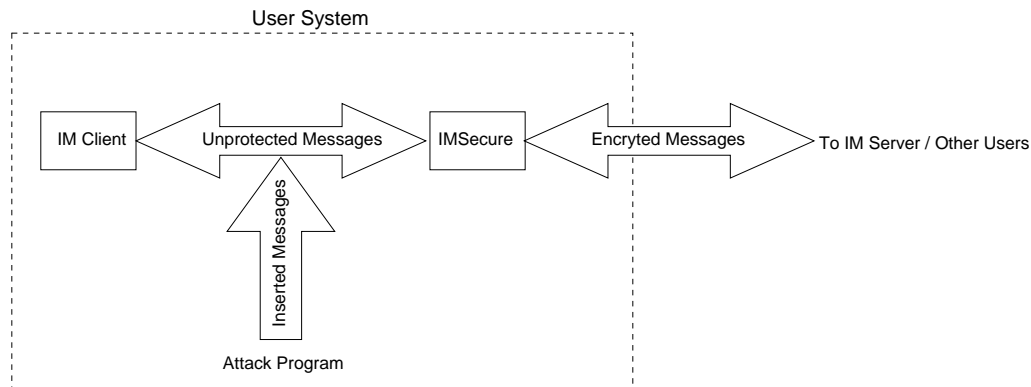 User System
IM Client
Unprotected Messages
IMSecure
Encryted Messages
To IM Server / Other Users
Inserted Messages
Attack Program